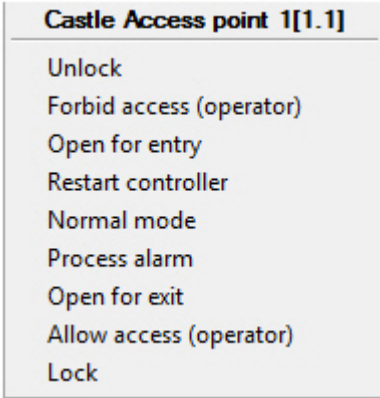 Castle Access point 1[1.1]
Unlock
Forbid access (operator)
Open for entry
Restart controller
Normal mode
Process alarm
Open for exit
Allow access (operator)
Lock